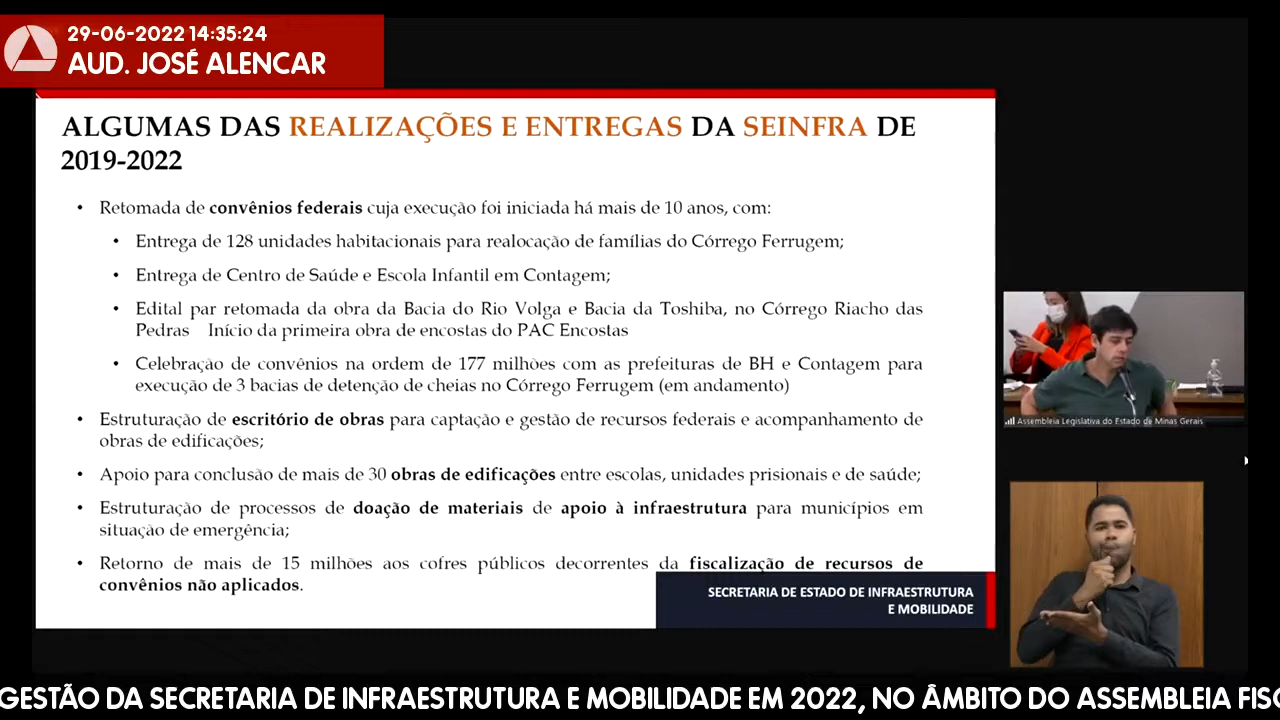 29-06-2022 14:35:24
AUD. JOSÉ ALENCAR
ALGUMAS DAS REALIZAÇÕES E ENTREGAS DA SEINFRA DE
2019-2022
• Retomada de convênios federais cuja execução foi iniciada há mais de 10 anos, com:
• Entrega de 128 unidades habitacionais para realocação de famílias do Córrego Ferrugem;
• Entrega de Centro de Saúde e Escola Infantil em Contagem;
• Edital par retomada da obra da Bacia do Rio Volga e Bacia da Toshiba, no Córrego Riacho das
Pedras Início da primeira obra de encostas do PAC Encostas
• Celebração de convênios na ordem de 177 milhões com as prefeituras de BH e Contagem para
execução de 3 bacias de detenção de cheias no Córrego Ferrugem (em andamento)
• Estruturação de escritório de obras para captação e gestão de recursos federais e acompanhamento de
obras de edificações;
• Apoio para conclusão de mais de 30 obras de edificações entre escolas, unidades prisionais e de saúde;
• Estruturação de processos de doação de materiais de apoio à infraestrutura para municípios em
situação de emergência;
• Retorno de mais de 15 milhões aos cofres públicos decorrentes da fiscalização de recursos de
convênios não aplicados.
SECRETARIA DE ESTADO DE INFRAESTRUTURA
E MOBILIDADE
Assembleia Legislativa do Estado de Minas Gerais
GESTÃO DA SECRETARIA DE INFRAESTRUTURA E MOBILIDADE EM 2022, NO ÂMBITO DO ASSEMBLEIA FISC